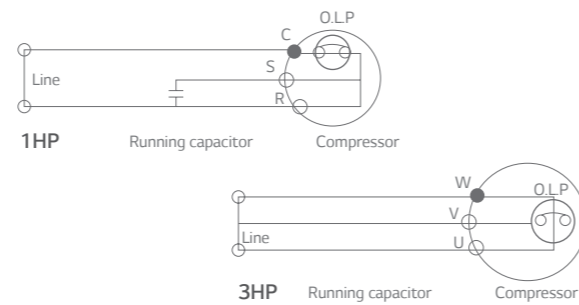 O.L.P
C
S
Line
R
1HP Running capacitor Compressor
W
O.L.P
V
Line
U
3HP Running capacitor Compressor